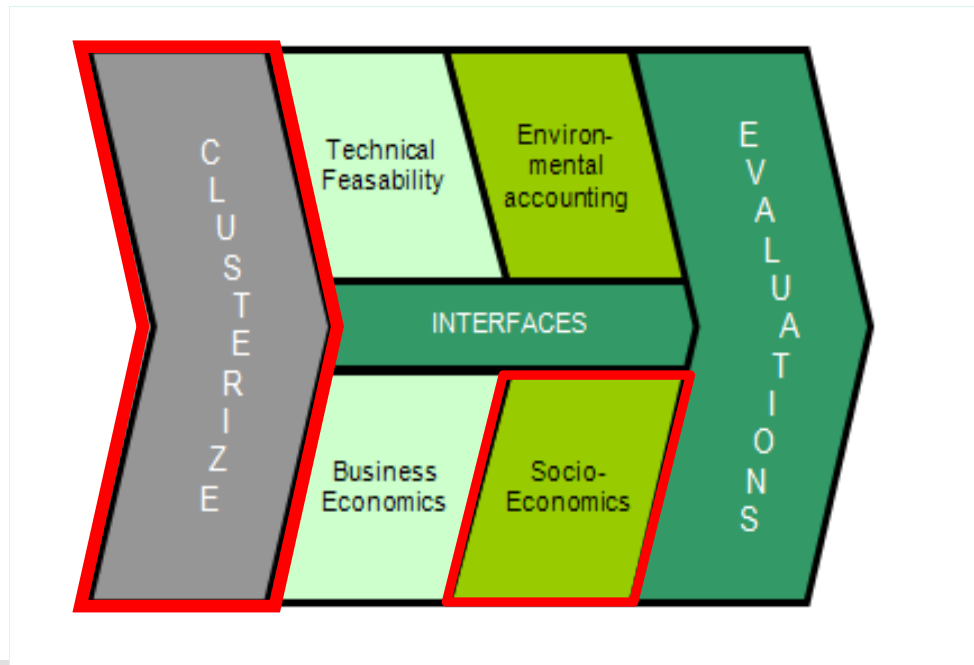 CLUSTERIZE
Technical
Feasability
Environ-
mental
accounting
INTERFACES
Business
Economics
Socio-
Economics
EVALUATIONS